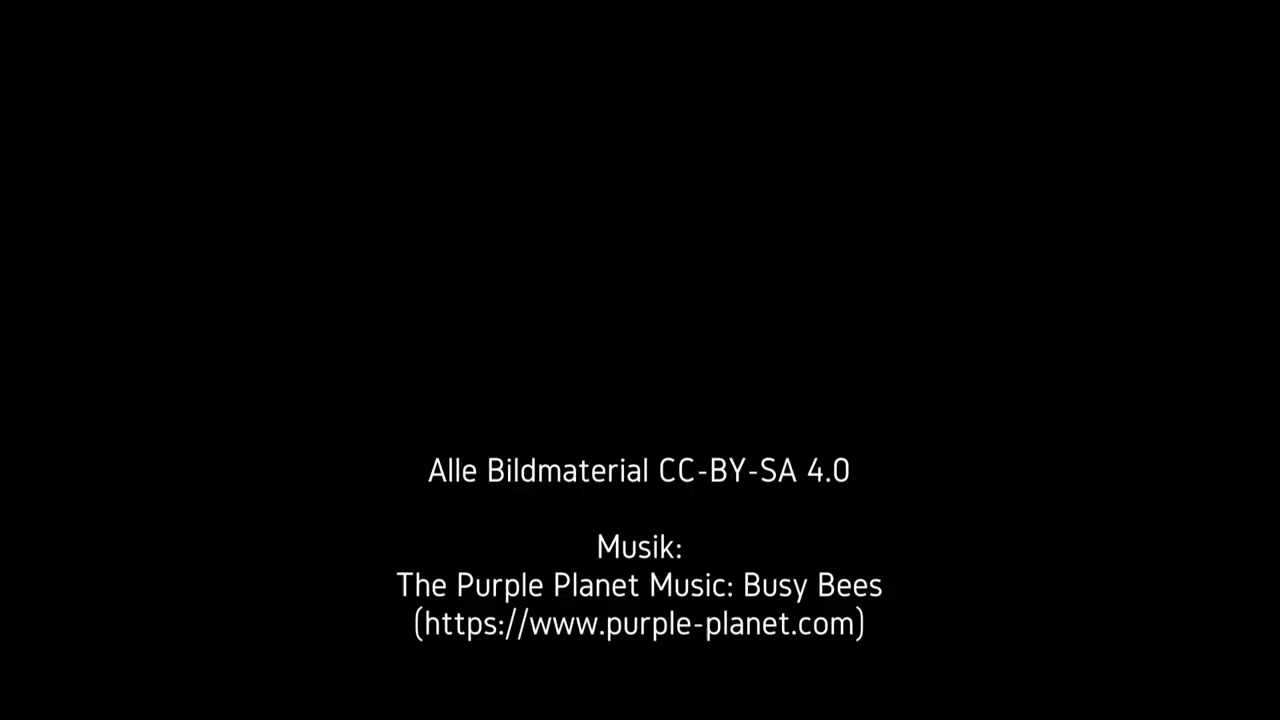 Alle Bildmaterial CC-BY-SA 4.0
Musik:
The Purple Planet Music: Busy Bees
(https://www.purple-planet.com)